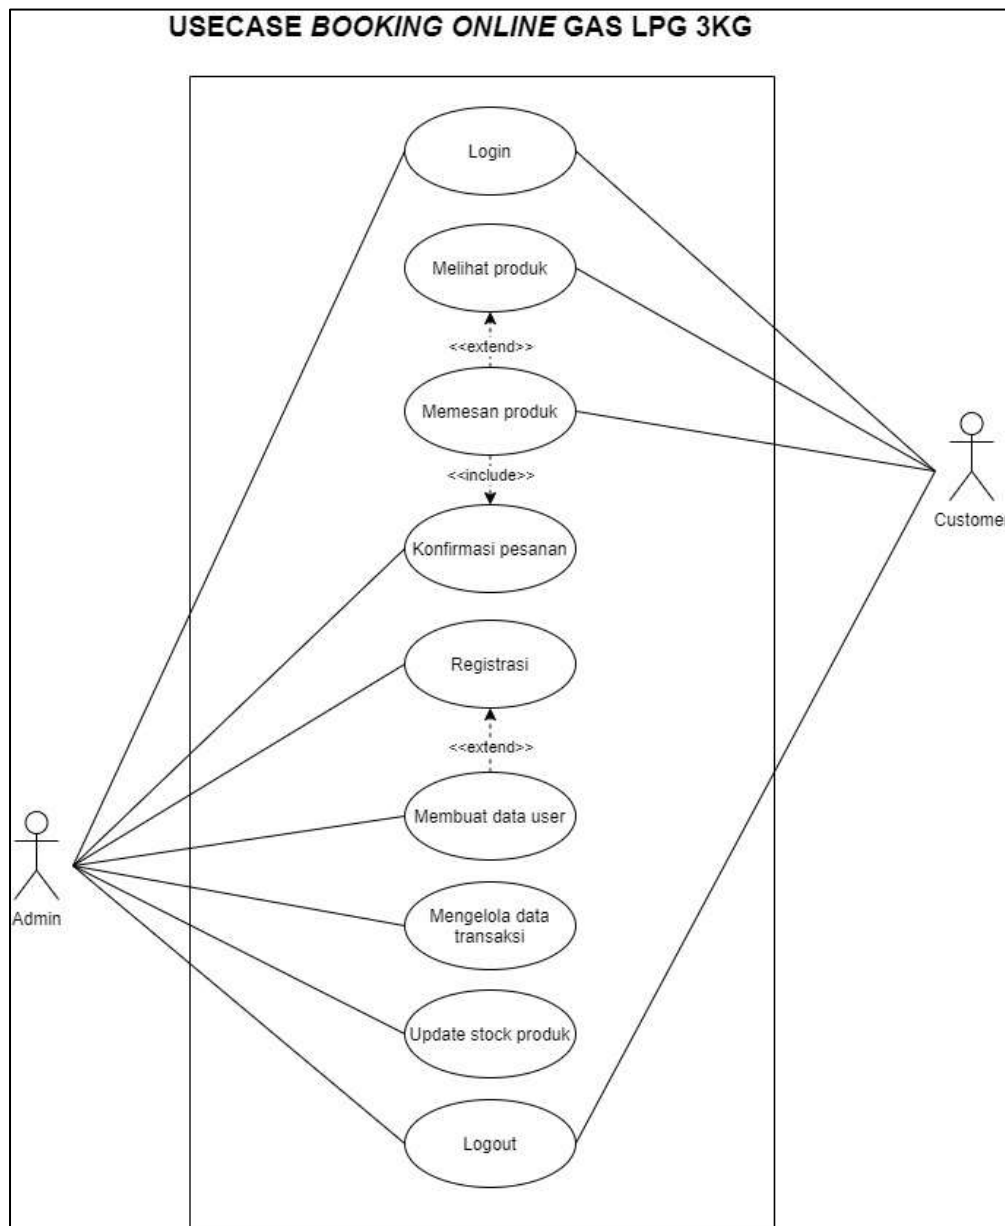 USECASE BOOKING ONLINE GAS LPG 3KG
Login
Melihat produk
<<extend>>
Memesan produk
<<include>>
Customer
Konfirmasi pesanan
Registrasi
<<extend>>
Membuat data user
Admin
Mengelola data
transaksi
Update stock produk
Logout